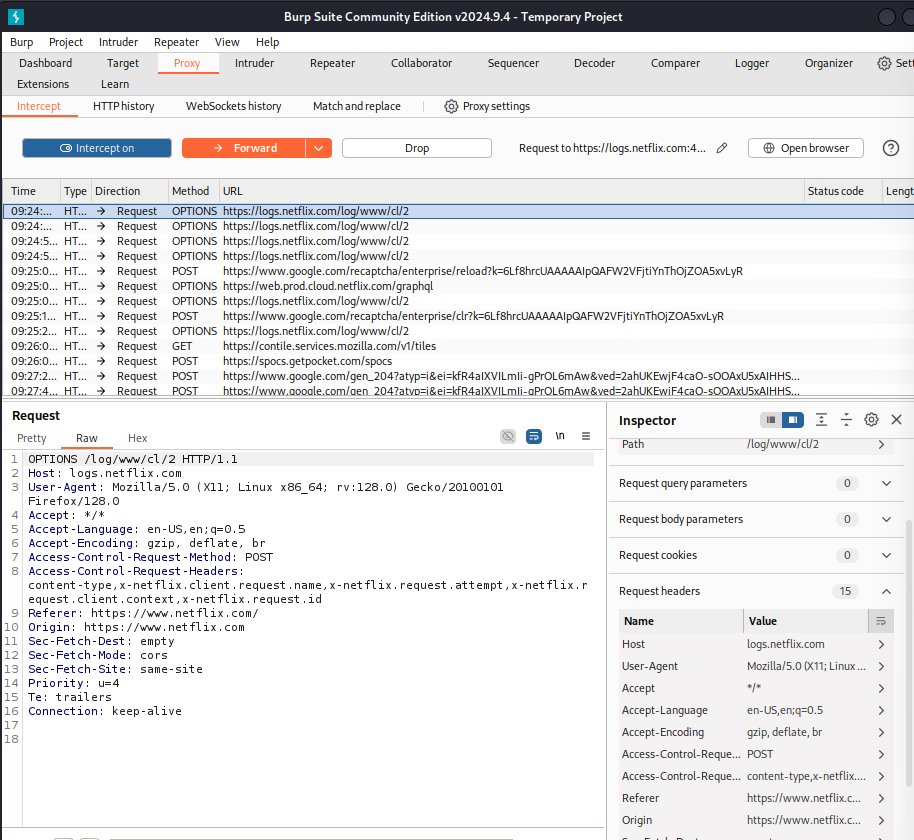 Burp Suite Community Edition v2024.9.4 - Temporary Project
Burp Project Intruder Repeater View Help
Dashboard Target Proxy Intruder Repeater Collaborator Sequencer Decoder Comparer Logger Organizer Sett
Extensions Learn
Intercept HTTP history WebSockets history Match and replace Proxy settings
Intercept on Forward Drop Request to https://logs.netflix.com:4... Open browser
Time Type Direction Method URL Status code Lengt
09:24:... HT... Request OPTIONS https://logs.netflix.com/log/www/cl/2
09:24:... HT... Request OPTIONS https://logs.netflix.com/log/www/cl/2
09:24:5... HT... Request OPTIONS https://logs.netflix.com/log/www/cl/2
09:24:5... HT... Request OPTIONS https://logs.netflix.com/log/www/cl/2
09:25:0... HT... Request POST https://www.google.com/recaptcha/enterprise/reload?k=6Lf8hrcUAAAAAIpQAFW2VFjtiYnThOjZOA5xvLyR
09:25:0... HT... Request OPTIONS https://web.prod.cloud.netflix.com/graphql
09:25:0... HT... Request OPTIONS https://logs.netflix.com/log/www/cl/2
09:25:1... HT... Request POST https://www.google.com/recaptcha/enterprise/clr?k=6Lf8hrcUAAAAAIpQAFW2VFjtiYnThOjZOA5xvLyR
09:25:2... HT... Request OPTIONS https://logs.netflix.com/log/www/cl/2
09:26:0... HT... Request GET https://contile.services.mozilla.com/v1/tiles
09:26:0... HT... Request POST https://spocs.getpocket.com/spocs
09:27:2... HT... Request POST https://www.google.com/gen_204?atyp=i&ei=kfR4aIXVILmIi-gPrOL6mAw&ved=2ahUKEwjF4caO-sOOAxU5xAIHHS...
09:27:4... HT... Request POST https://www.google.com/gen_204?atyp=i&ei=kfR4aIXVILmIi-gPrOL6mAw&ved=2ahUKEwjF4caO-sOOAxU5xAIHHS...
Request
Pretty Raw Hex \n
1 OPTIONS /log/www/cl/2 HTTP/1.1
2 Host: logs.netflix.com
3 User-Agent: Mozilla/5.0 (X11; Linux x86_64; rv:128.0) Gecko/20100101
Firefox/128.0
4 Accept: */*
5 Accept-Language: en-US,en;q=0.5
6 Accept-Encoding: gzip, deflate, br
7 Access-Control-Request-Method: POST
8 Access-Control-Request-Headers:
content-type,x-netflix.client.request.name,x-netflix.request.attempt,x-netflix.r
equest.client.context,x-netflix.request.id
9 Referer: https://www.netflix.com/
10 Origin: https://www.netflix.com
11 Sec-Fetch-Dest: empty
12 Sec-Fetch-Mode: cors
13 Sec-Fetch-Site: same-site
14 Priority: u=4
15 Te: trailers
16 Connection: keep-alive
17
18
Inspector
Path /log/www/cl/2
Request query parameters 0
Request body parameters 0
Request cookies 0
Request headers 15
Name Value
Host logs.netflix.com
User-Agent Mozilla/5.0 (X11; Linux ...
Accept */*
Accept-Language en-US,en;q=0.5
Accept-Encoding gzip, deflate, br
Access-Control-Reque... POST
Access-Control-Reque... content-type,x-netflix....
Referer https://www.netflix.c...
Origin https://www.netflix.c...